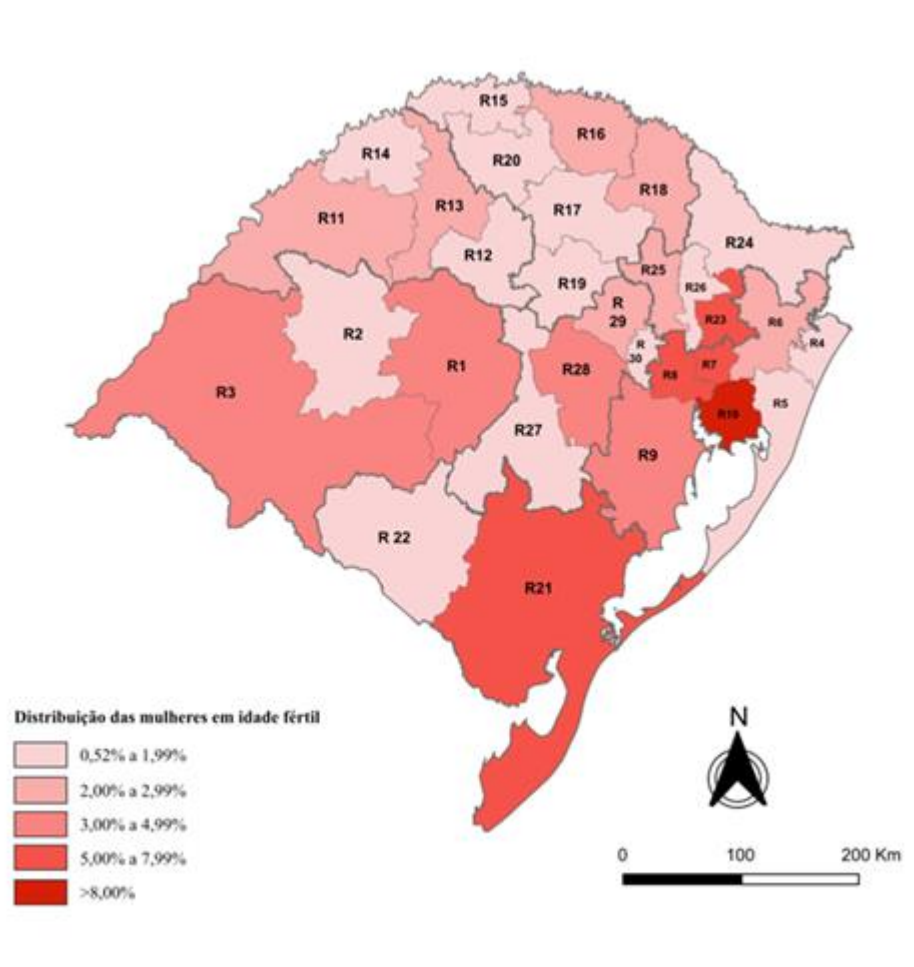 R15
R16
R14
R20
R18
R13
R17
R11
R24
R12
R25
R19
R26
R
29
R23
R6
R2
R4
R
30
R1
R28
R8
R7
R3
R5
R10
R27
R9
R 22
R21
Distribuição das mulheres em idade fértil
0,52% a 1,99%
2,00% a 2,99%
3,00% a 4,99%
5,00% a 7,99%
>8,00%
N
0 100 200 Km